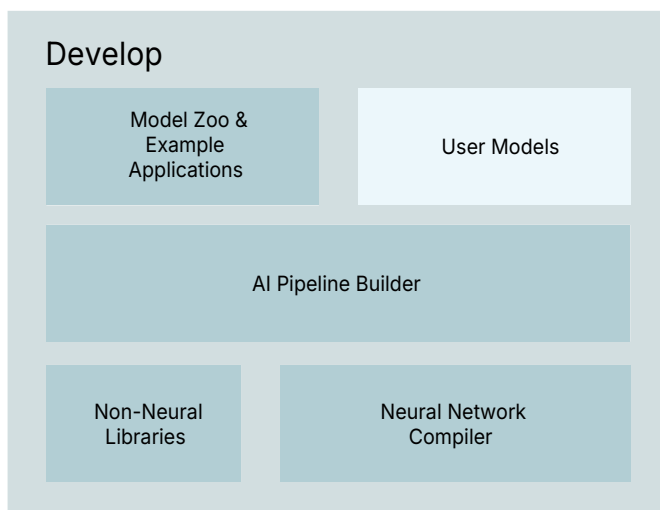 Develop
Model Zoo &
Example
Applications
User Models
AI Pipeline Builder
Non-Neural
Libraries
Neural Network
Compiler